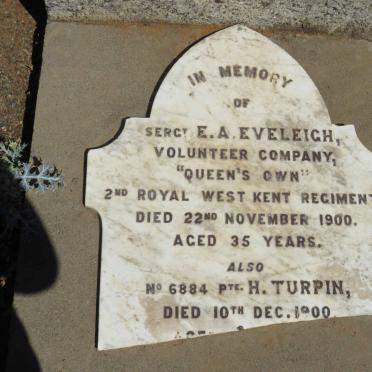 IN MEMORY
OF
SERGT E. A. EVELEIGH,
VOLUNTEER COMPANY,
"QUEEN'S OWN"
2ND ROYAL WEST KENT REGIMENT
DIED 22ND NOVEMBER 1900.
AGED 35 YEARS.
ALSO
NO 6884 PTE. H. TURPIN,
DIED 10TH DEC. 1900